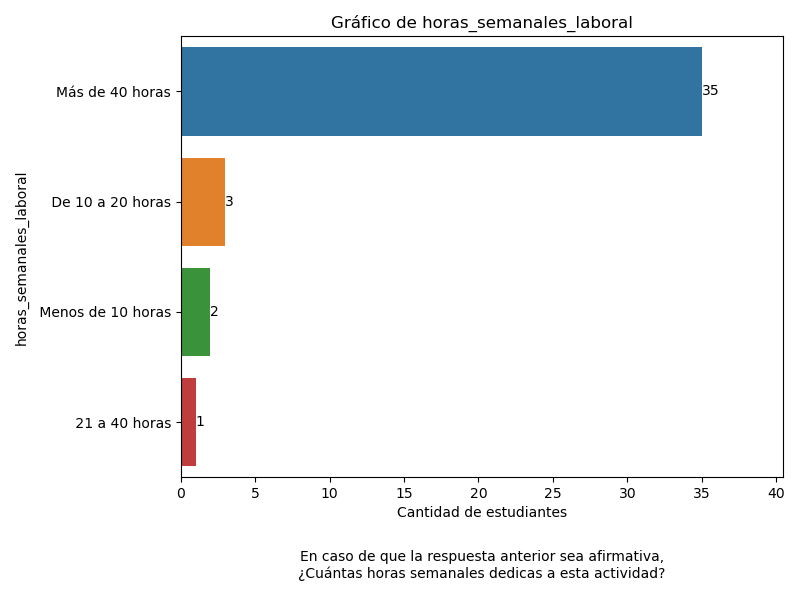 Gráfico de horas_semanales_laboral
horas_semanales_laboral
Más de 40 horas
35
De 10 a 20 horas
3
Menos de 10 horas
2
21 a 40 horas
1
0 5 10 15 20 25 30 35 40
Cantidad de estudiantes
En caso de que la respuesta anterior sea afirmativa,
¿Cuántas horas semanales dedicas a esta actividad?